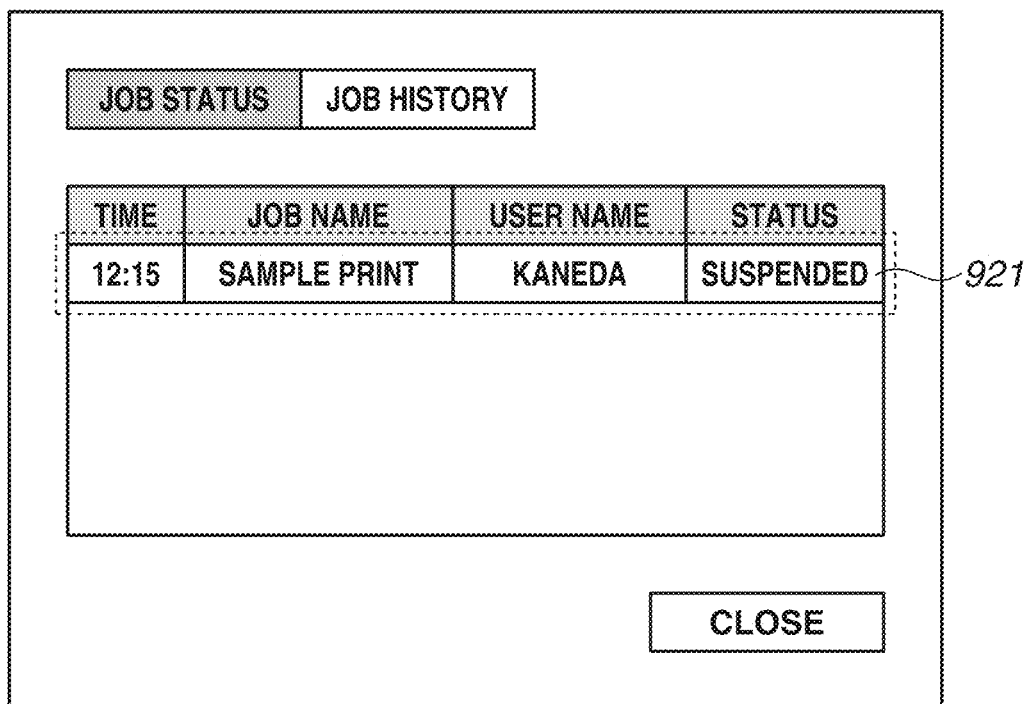 JOB STATUS JOB HISTORY
TIME JOB NAME USER NAME STATUS
12:15 SAMPLE PRINT KANEDA SUSPENDED 921
CLOSE